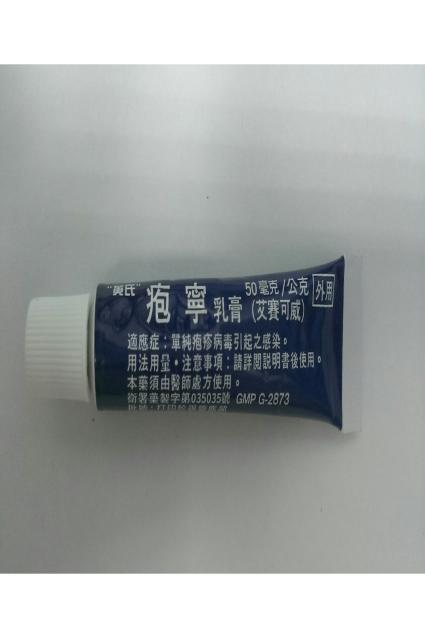 "英氏" 疱寧 乳膏 50毫克/公克 (艾賽可威) 外用
適應症：單純疱疹病毒引起之感染。
用法用量・注意事項：請詳閱説明書後使用。
本藥須由醫師處方使用。
衛署藥製字第035035號 GMP G-2873